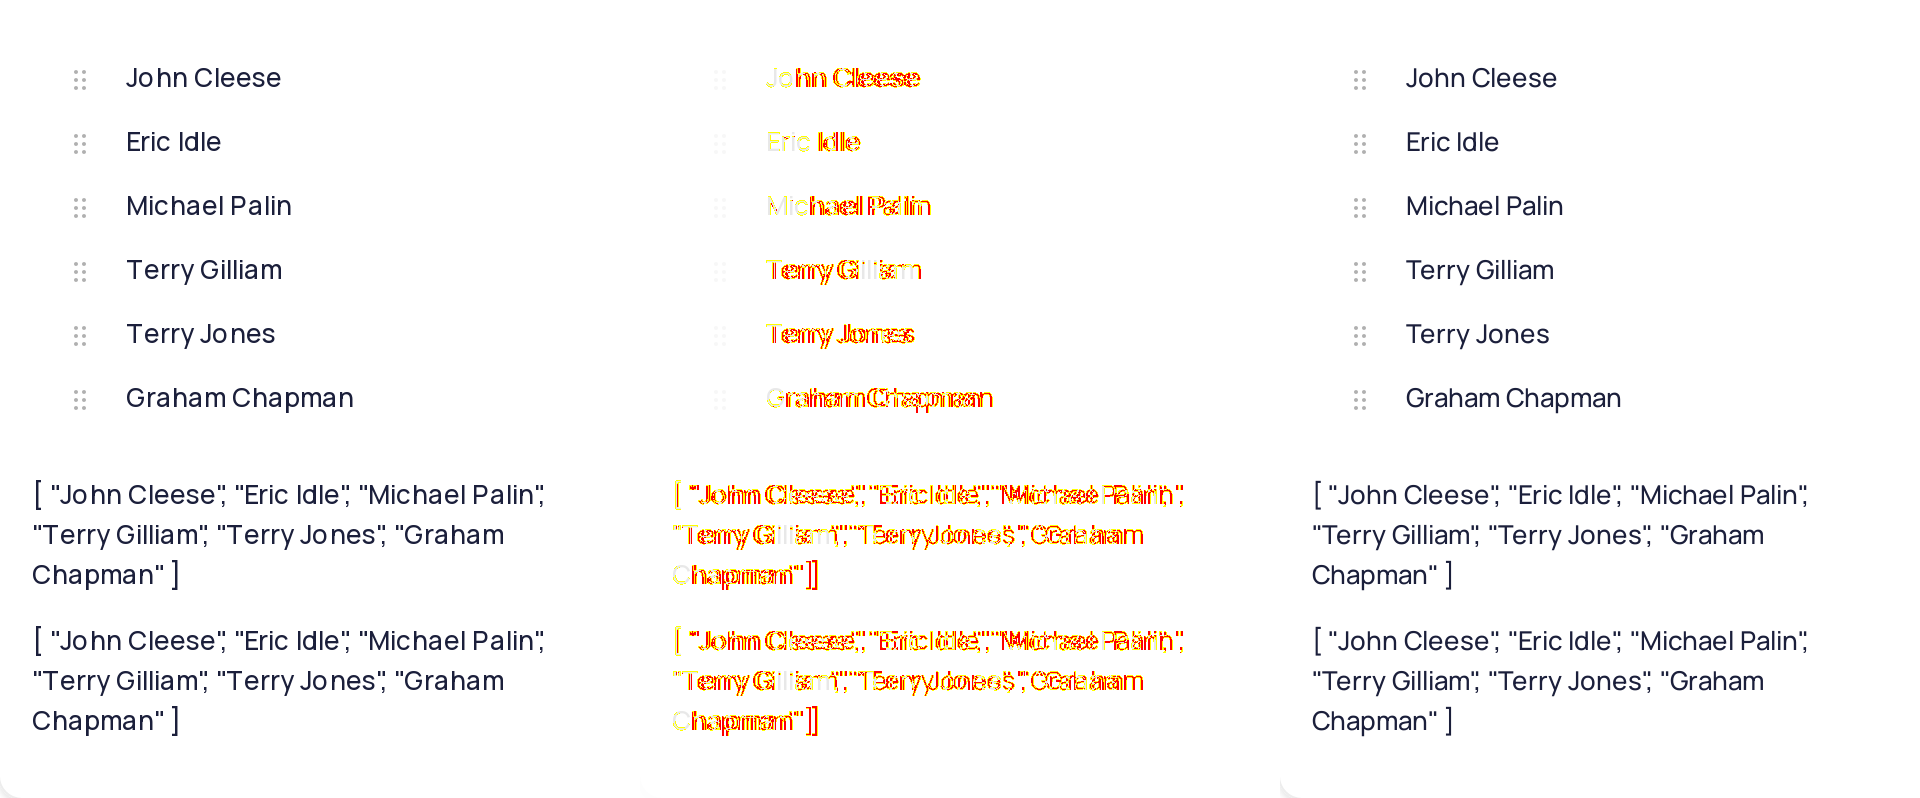 John Cleese
Eric Idle
Michael Palin
Terry Gilliam
Terry Jones
Graham Chapman
[ "John Cleese", "Eric Idle", "Michael Palin",
"Terry Gilliam", "Terry Jones", "Graham
Chapman" ]
[ "John Cleese", "Eric Idle", "Michael Palin",
"Terry Gilliam", "Terry Jones", "Graham
Chapman" ]
John Cleese
Eric Idle
Michael Palin
Terry Gilliam
Terry Jones
Graham Chapman
John Cleese
Eric Idle
Michael Palin
Terry Gilliam
Terry Jones
Graham Chapman
[ "John Cleese", "Eric Idle", "Michael Palin",
"Terry Gilliam", "Terry Jones", "Graham
Chapman" ]
[ "John Cleese", "Eric Idle", "Michael Palin",
"Terry Gilliam", "Terry Jones", "Graham
Chapman" ]